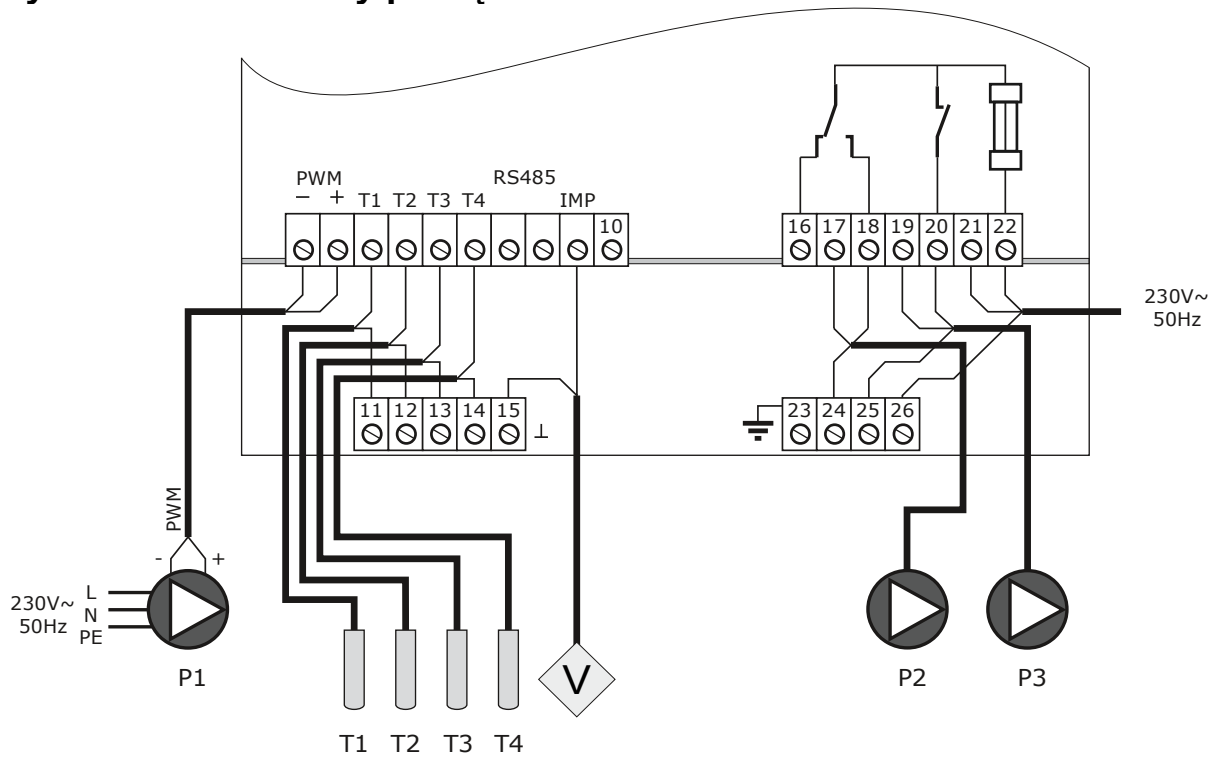 PWM
RS485
− + T1 T2 T3 T4 IMP
10
16 17 18 19 20 21 22
230V~
50Hz
11 12 13 14 15
⊥
23 24 25 26
PWM
- +
230V~
50Hz
L
N
PE
P1
V
P2
P3
T1 T2 T3 T4